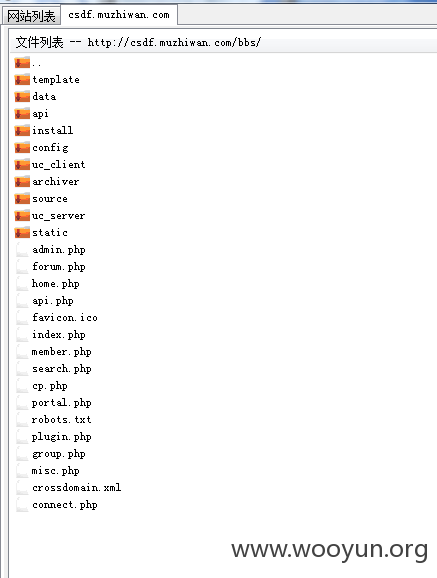 网站列表 csdf.muzhiwan.com
文件列表 -- http://csdf.muzhiwan.com/bbs/
..
template
data
api
install
config
uc_client
archiver
source
uc_server
static
admin.php
forum.php
home.php
api.php
favicon.ico
index.php
member.php
search.php
cp.php
portal.php
robots.txt
plugin.php
group.php
misc.php
crossdomain.xml
connect.php
www.wooyun.org